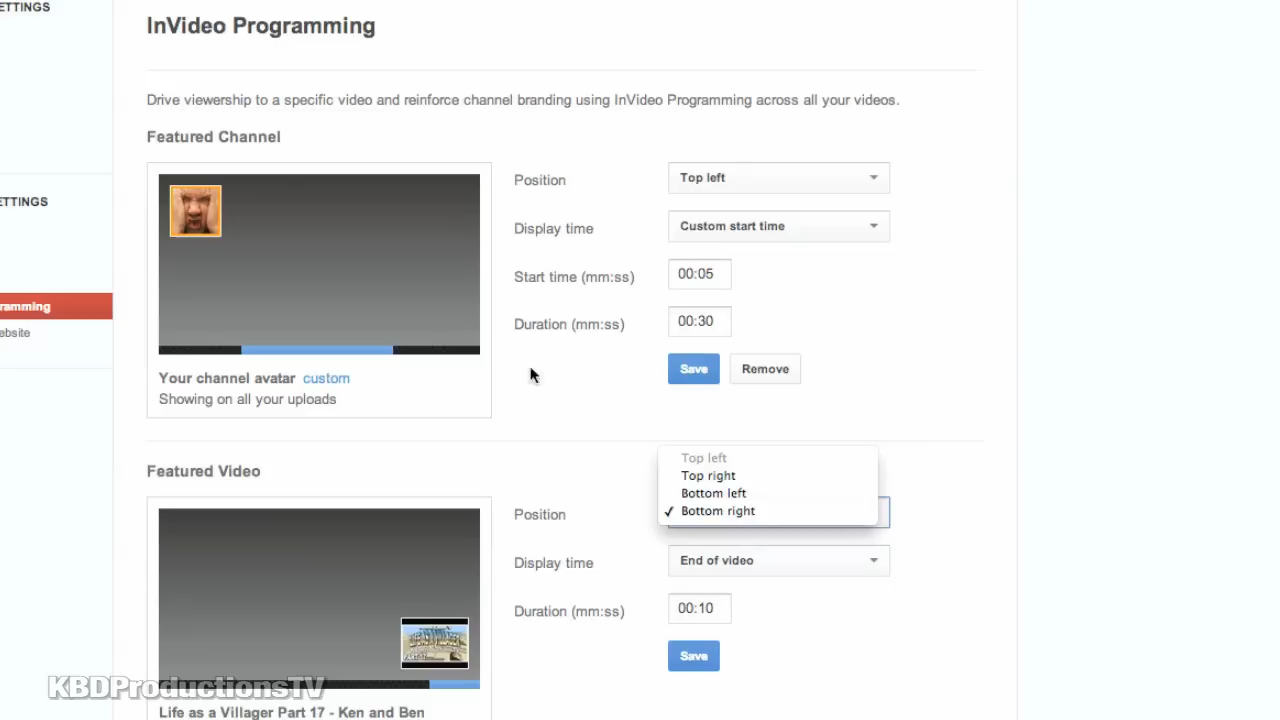 ETTINGS
InVideo Programming
Drive viewership to a specific video and reinforce channel branding using InVideo Programming across all your videos.
Featured Channel
Position
Top left
ETTINGS
Display time
Custom start time
Start time (mm:ss)
00:05
ramming
Duration (mm:ss)
00:30
ebsite
Save
Remove
Your channel avatar custom
Showing on all your uploads
Featured Video
Top left
Top right
Bottom left
✓ Bottom right
Position
Display time
End of video
Duration (mm:ss)
00:10
Save
KBDProductionsTV
Life as a Villager Part 17 - Ken and Ben